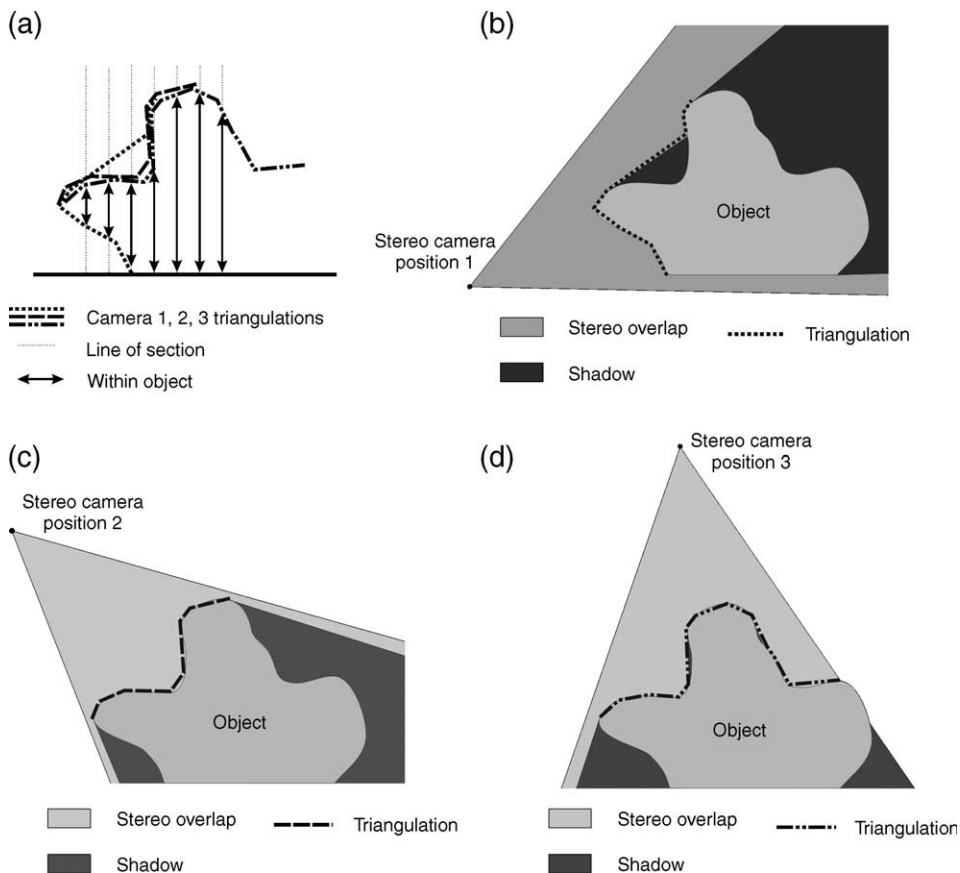 (a)
Camera 1, 2, 3 triangulations
Line of section
Within object
(b)
Object
Stereo camera
position 1
Stereo overlap
Triangulation
Shadow
(c)
Stereo camera
position 2
Object
Stereo overlap
Triangulation
Shadow
(d)
Stereo camera
position 3
Object
Stereo overlap
Triangulation
Shadow